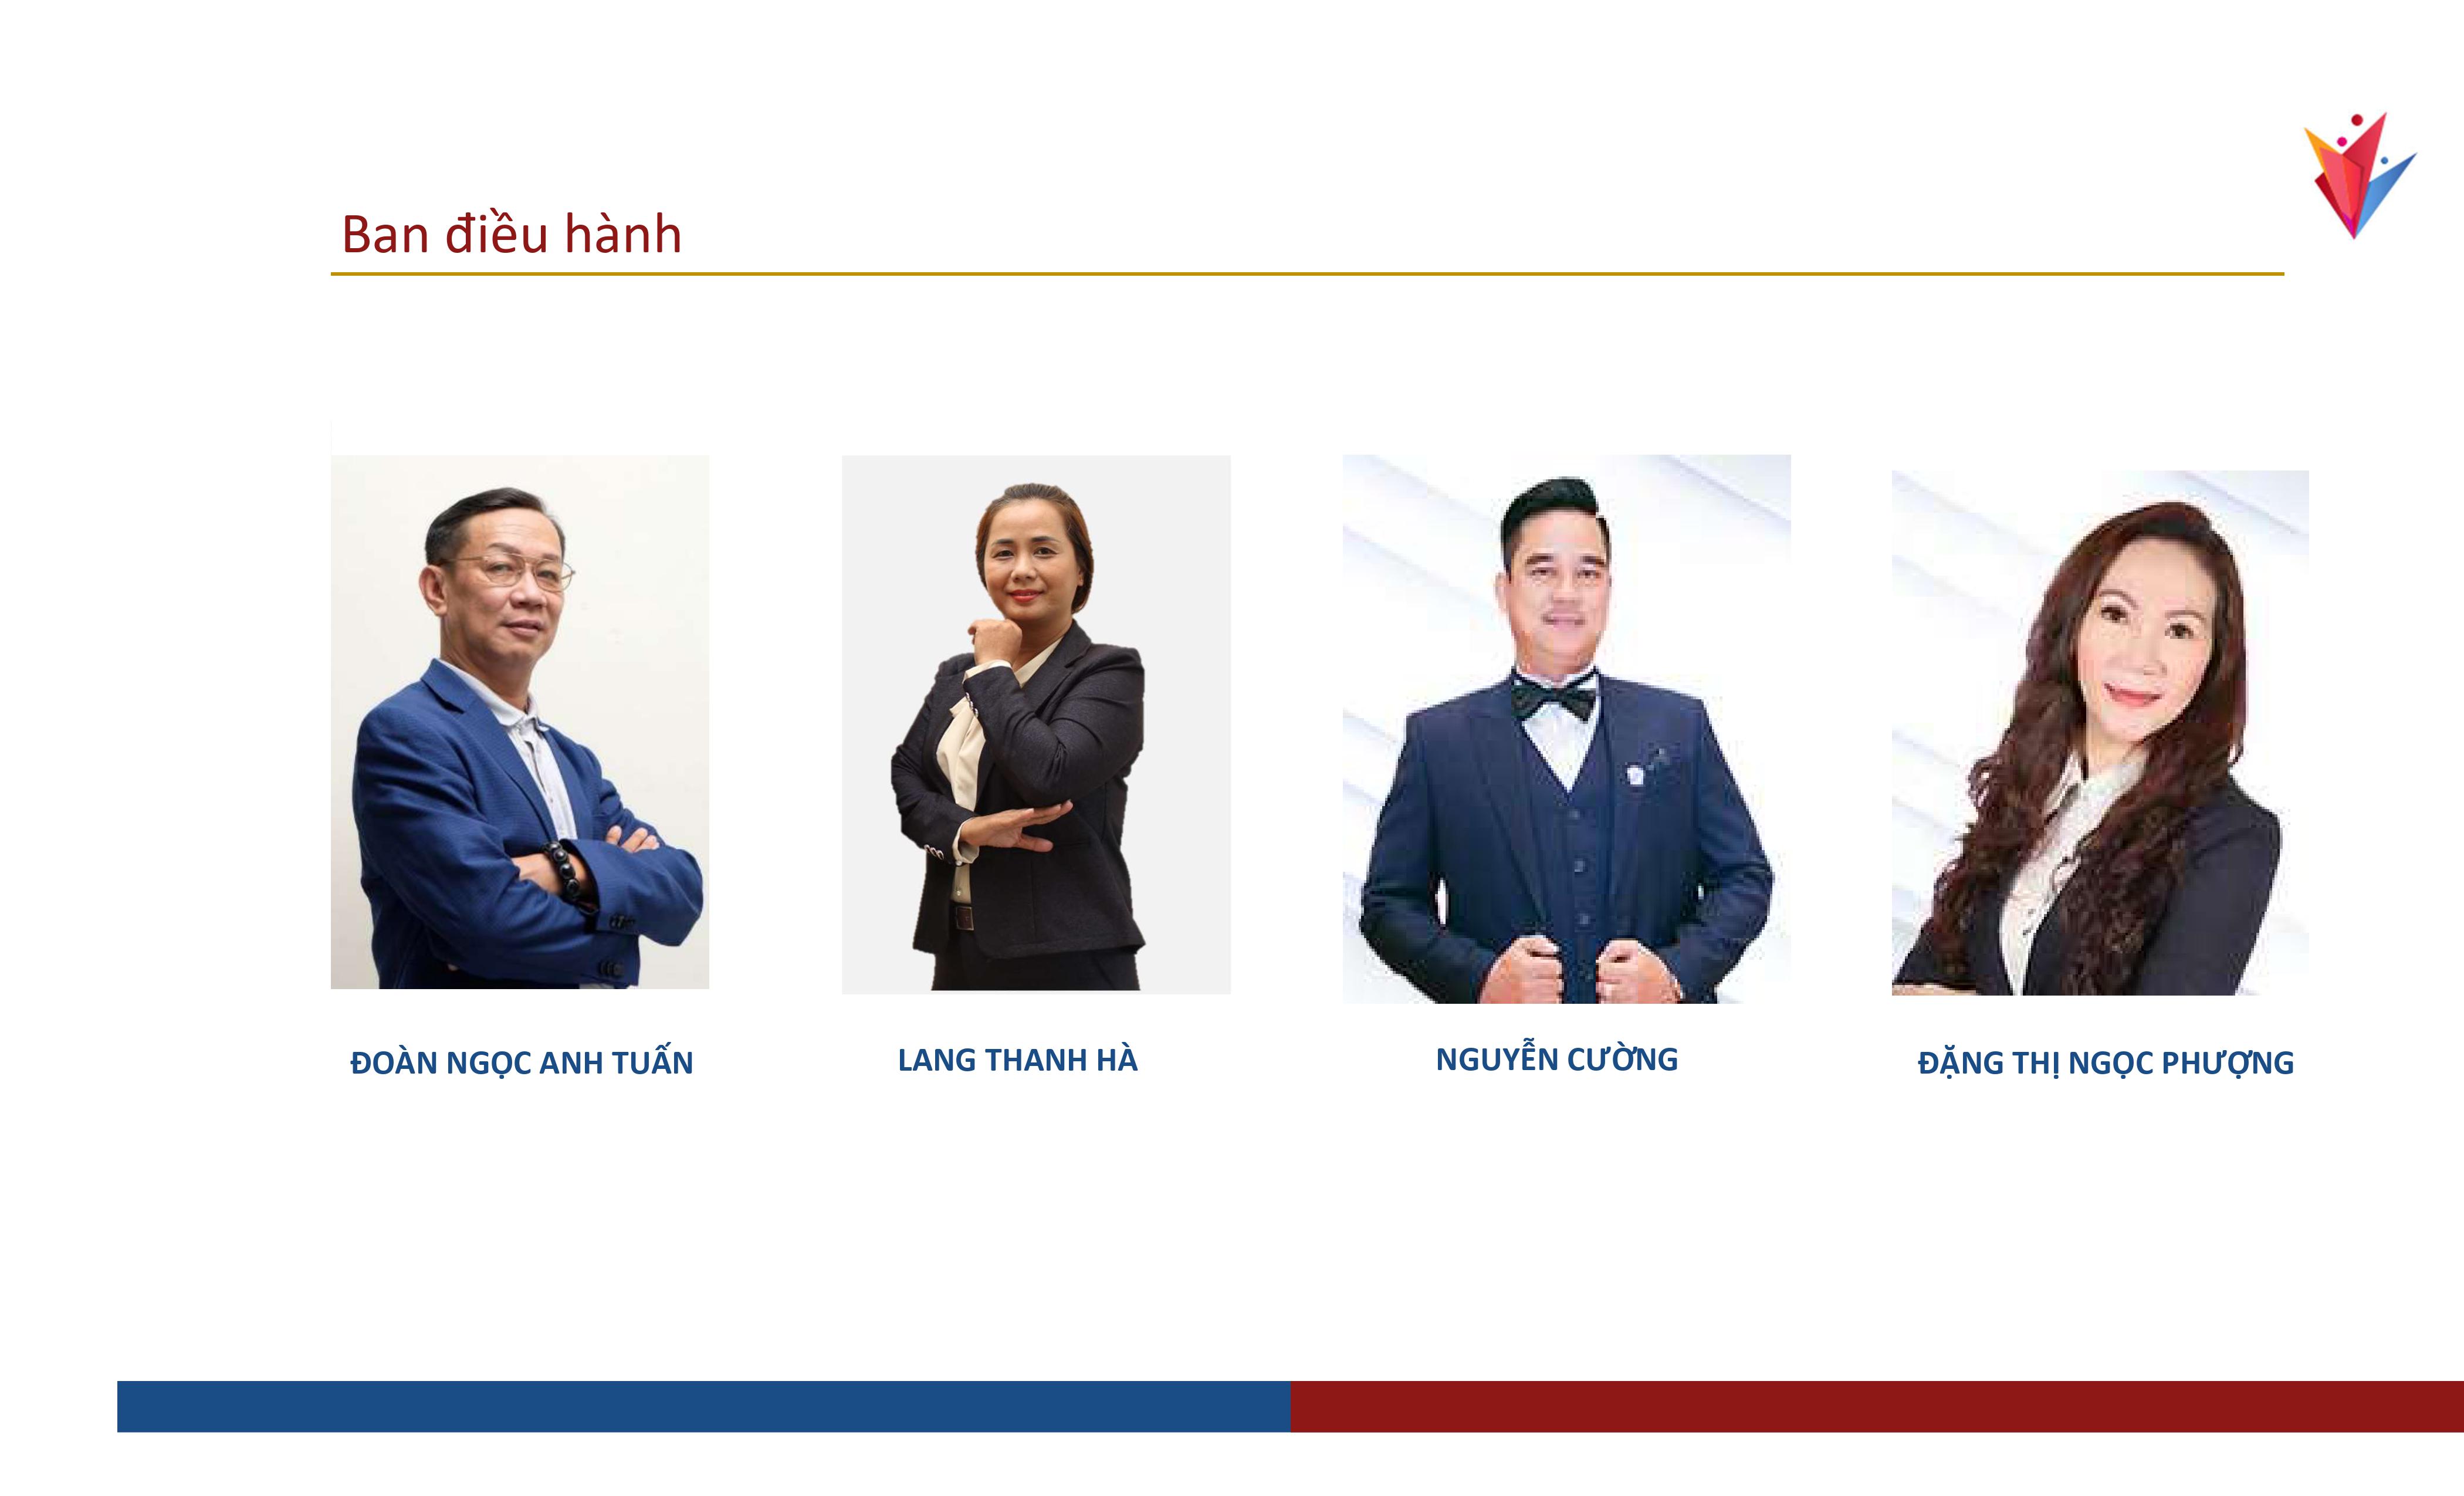 Ban điều hành
ĐOÀN NGỌC ANH TUẤN
LANG THANH HÀ
NGUYỄN CƯỜNG
ĐẶNG THỊ NGỌC PHƯỢNG